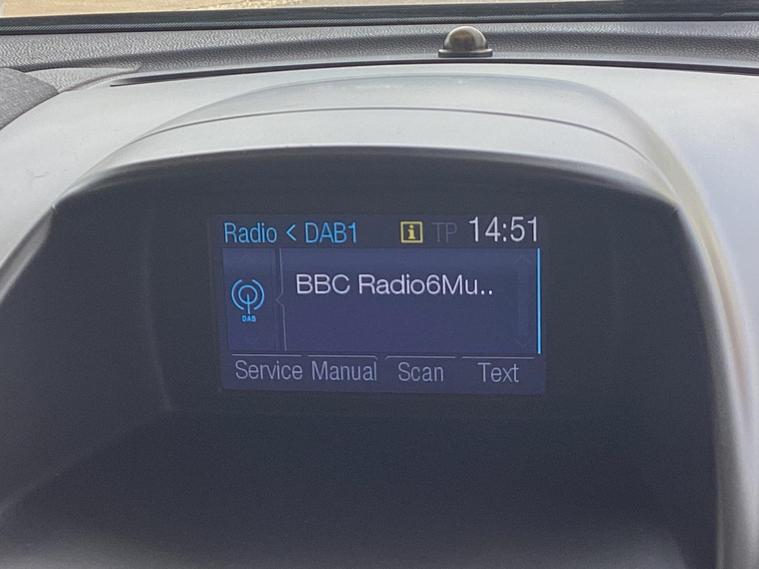 Radio < DAB1 i TP 14:51
BBC Radio6Mu..
DAB
Service Manual Scan Text